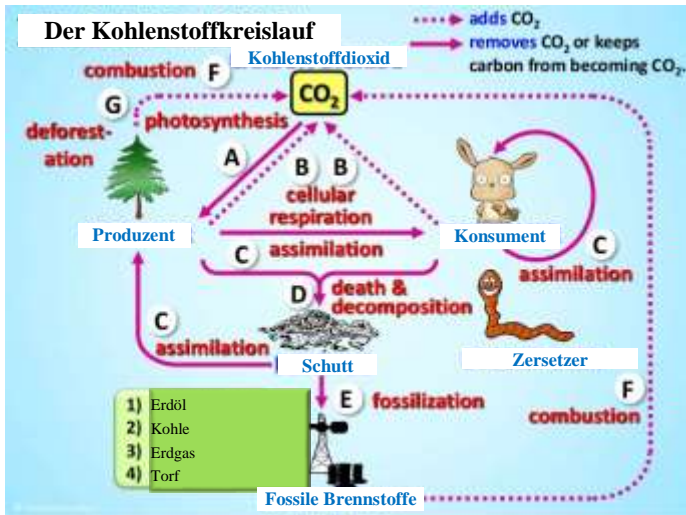 Der Kohlenstoffkreislauf
adds CO₂
removes CO₂ or keeps
carbon from becoming CO₂.
Kohlenstoffdioxid
combustion F
CO₂
G
deforest-
ation
photosynthesis
A
B B
cellular
respiration
Produzent
Konsument
C
assimilation
C
assimilation
D
death &
decomposition
C
assimilation
Schutt
Zersetzer
E fossilization
F
combustion
1) Erdöl
2) Kohle
3) Erdgas
4) Torf
Fossile Brennstoffe